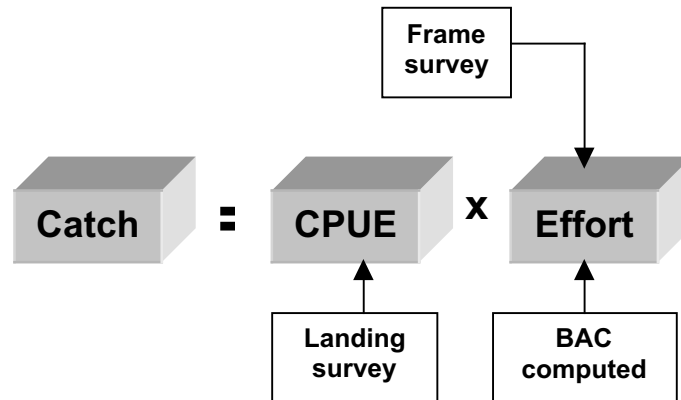 Frame
survey
Catch = CPUE x Effort
Landing
survey
BAC
computed